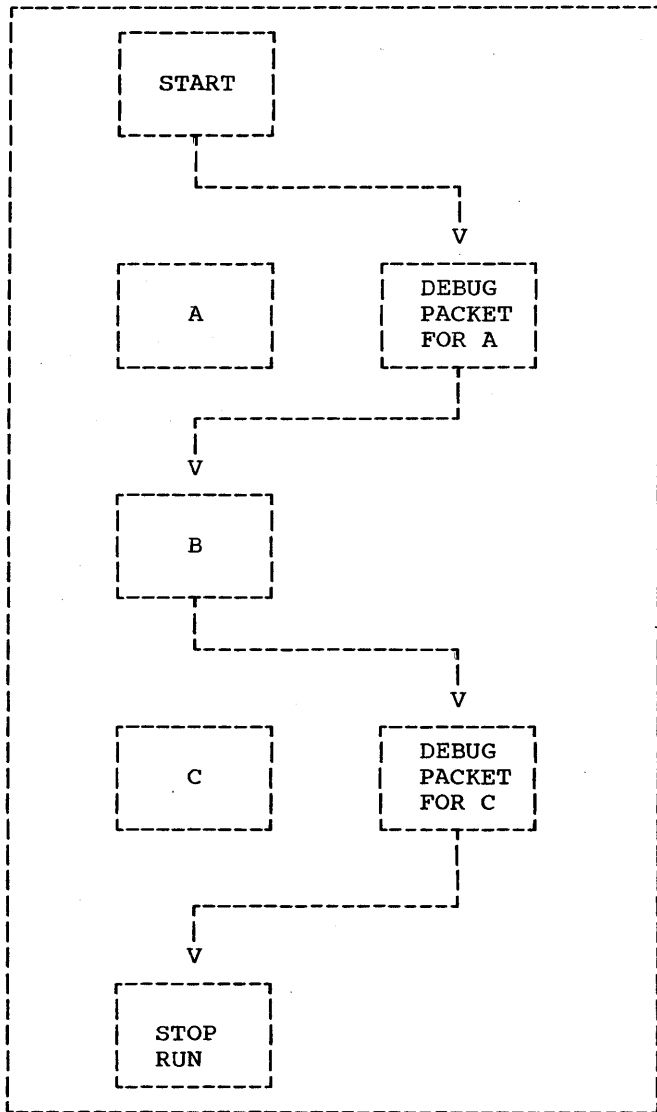 START
V
A
DEBUG
PACKET
FOR A
V
B
V
C
DEBUG
PACKET
FOR C
V
STOP
RUN